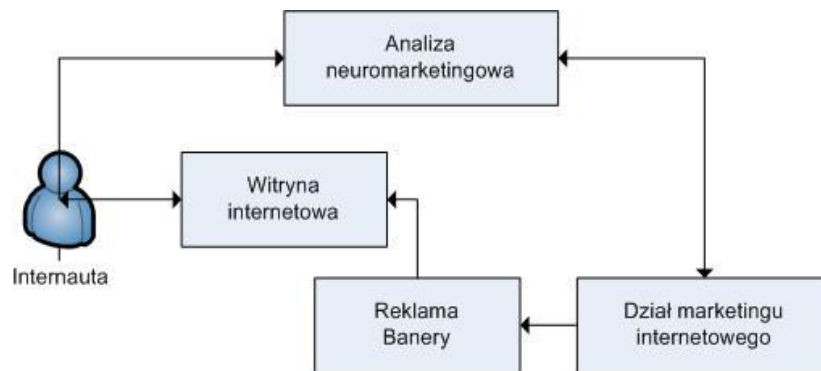 Analiza
neuromarketingowa
Witryna
internetowa
Internauta
Reklama
Banery
Dział marketingu
internetowego